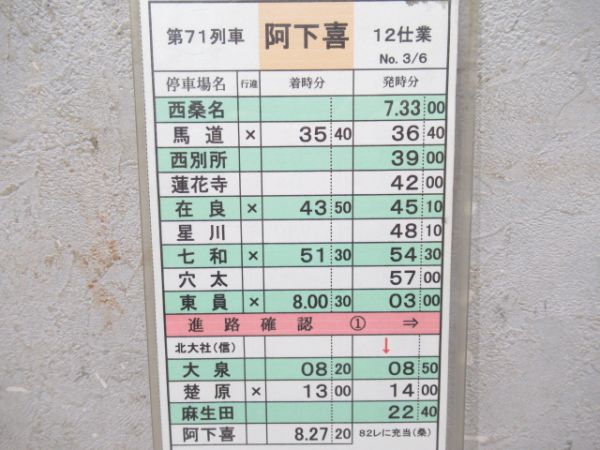 第71列車 阿下喜 12仕業
No. 3/6
停車場名 行違 着時分 発時分
西桑名 7.33 00
馬道 × 35 40 36 40
西別所 39 00
蓮花寺 42 00
在良 × 43 50 45 10
星川 48 10
七和 × 51 30 54 30
穴太 57 00
東員 × 8.00 30 03 00
進路確認 ① ⇒
北大社(信) ↓
大泉 08 20 08 50
楚原 × 13 00 14 00
麻生田 22 40
阿下喜 8.27 20 82レに充当(桑)